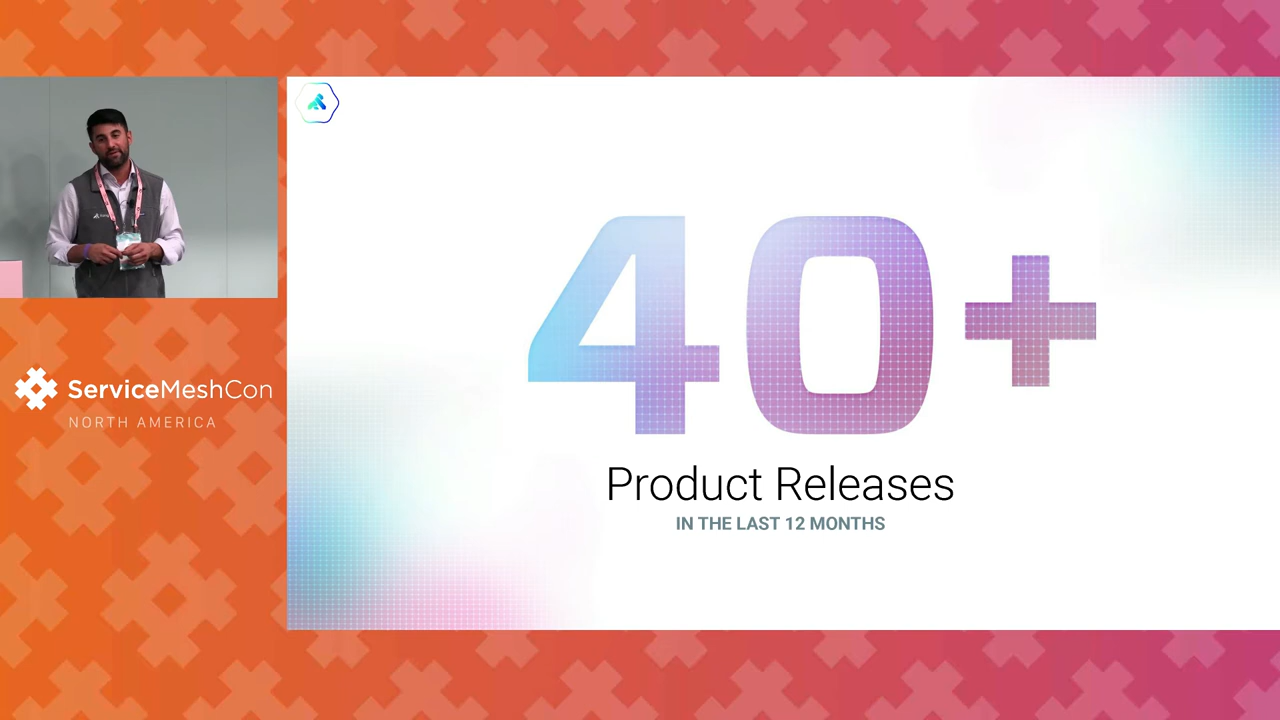 40+
Product Releases
IN THE LAST 12 MONTHS
ServiceMeshCon
NORTH AMERICA